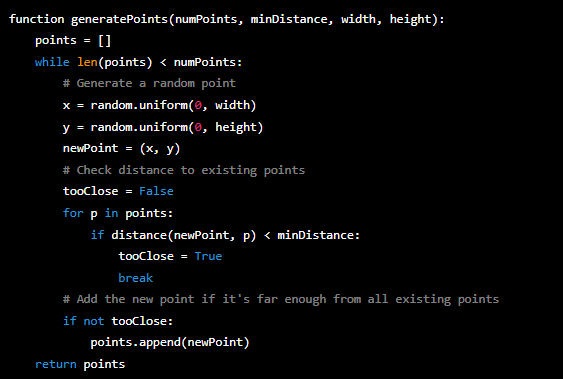 function generatePoints(numPoints, minDistance, width, height):
    points = []
    while len(points) < numPoints:
        # Generate a random point
        x = random.uniform(0, width)
        y = random.uniform(0, height)
        newPoint = (x, y)
        # Check distance to existing points
        tooClose = False
        for p in points:
            if distance(newPoint, p) < minDistance:
                tooClose = True
                break
        # Add the new point if it's far enough from all existing points
        if not tooClose:
            points.append(newPoint)
    return points